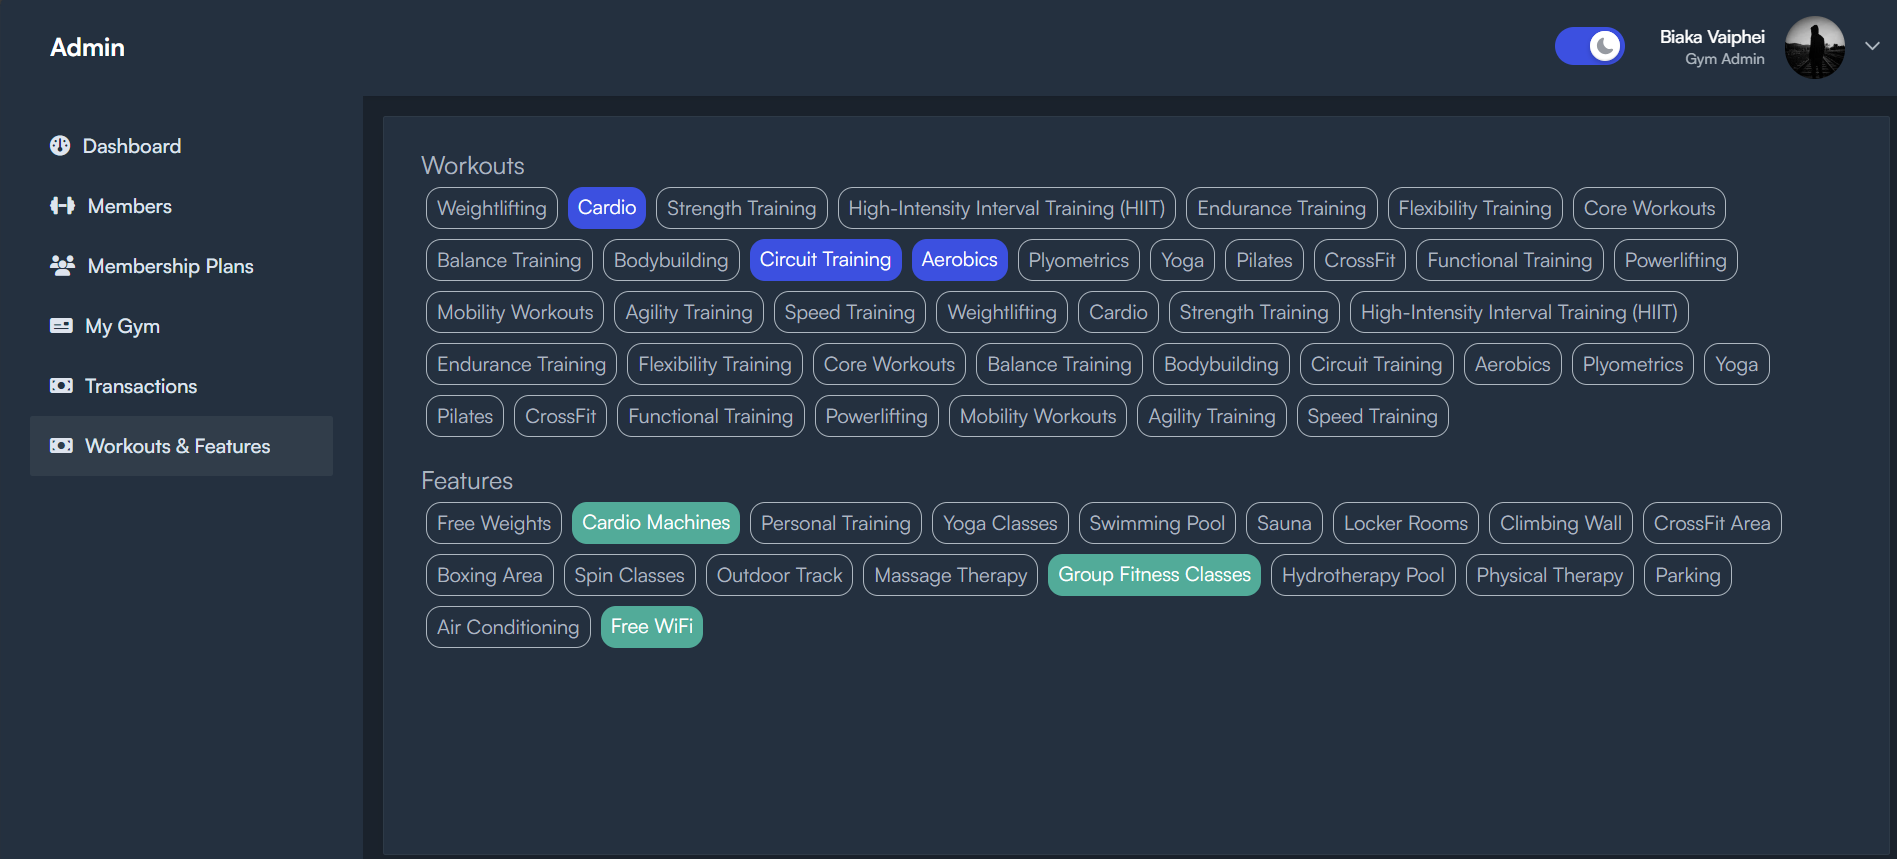 Admin
Biaka Vaiphei
Gym Admin
Dashboard
Members
Membership Plans
My Gym
Transactions
Workouts & Features
Workouts
Weightlifting Cardio Strength Training High-Intensity Interval Training (HIIT) Endurance Training Flexibility Training Core Workouts
Balance Training Bodybuilding Circuit Training Aerobics Plyometrics Yoga Pilates CrossFit Functional Training Powerlifting
Mobility Workouts Agility Training Speed Training Weightlifting Cardio Strength Training High-Intensity Interval Training (HIIT)
Endurance Training Flexibility Training Core Workouts Balance Training Bodybuilding Circuit Training Aerobics Plyometrics Yoga
Pilates CrossFit Functional Training Powerlifting Mobility Workouts Agility Training Speed Training
Features
Free Weights Cardio Machines Personal Training Yoga Classes Swimming Pool Sauna Locker Rooms Climbing Wall CrossFit Area
Boxing Area Spin Classes Outdoor Track Massage Therapy Group Fitness Classes Hydrotherapy Pool Physical Therapy Parking
Air Conditioning Free WiFi